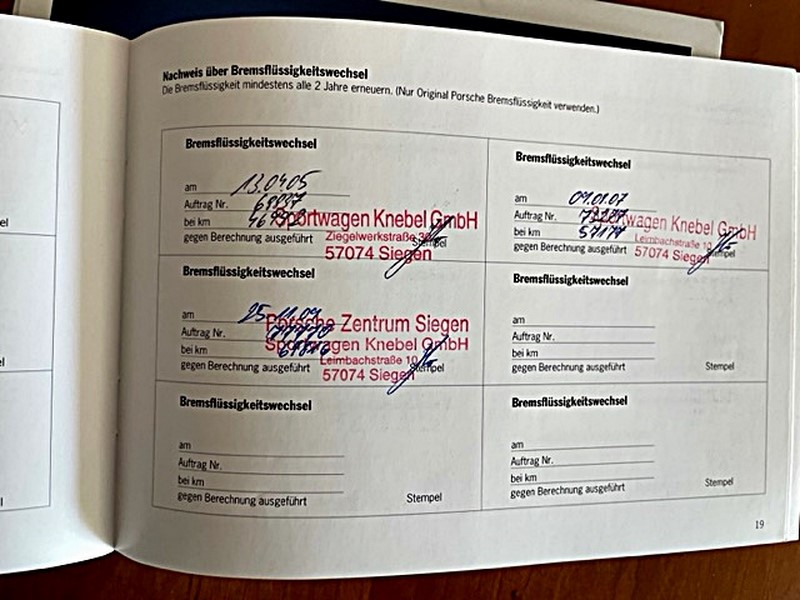 Nachweis über Bremsflüssigkeitswechsel
Die Bremsflüssigkeit mindestens alle 2 Jahre erneuern. (Nur Original Porsche Bremsflüssigkeit verwenden.)
Bremsflüssigkeitswechsel
am 13.04.05
Auftrag Nr.
bei km
gegen Berechnung ausgeführt
Stempel
Sportwagen Knebel GmbH
Ziegelwerkstraße
57074 Siegen
Bremsflüssigkeitswechsel
am 09.01.07
Auftrag Nr.
bei km
gegen Berechnung ausgeführt
Stempel
Sportwagen Knebel GmbH
Leimbachstraße 10
57074 Siegen
Bremsflüssigkeitswechsel
am 25.11.09
Auftrag Nr.
bei km
gegen Berechnung ausgeführt
Stempel
Porsche Zentrum Siegen
Sportwagen Knebel GmbH
Leimbachstraße 10
57074 Siegen
Bremsflüssigkeitswechsel
am
Auftrag Nr.
bei km
gegen Berechnung ausgeführt
Stempel
Bremsflüssigkeitswechsel
am
Auftrag Nr.
bei km
gegen Berechnung ausgeführt
Stempel
Bremsflüssigkeitswechsel
am
Auftrag Nr.
bei km
gegen Berechnung ausgeführt
Stempel
19